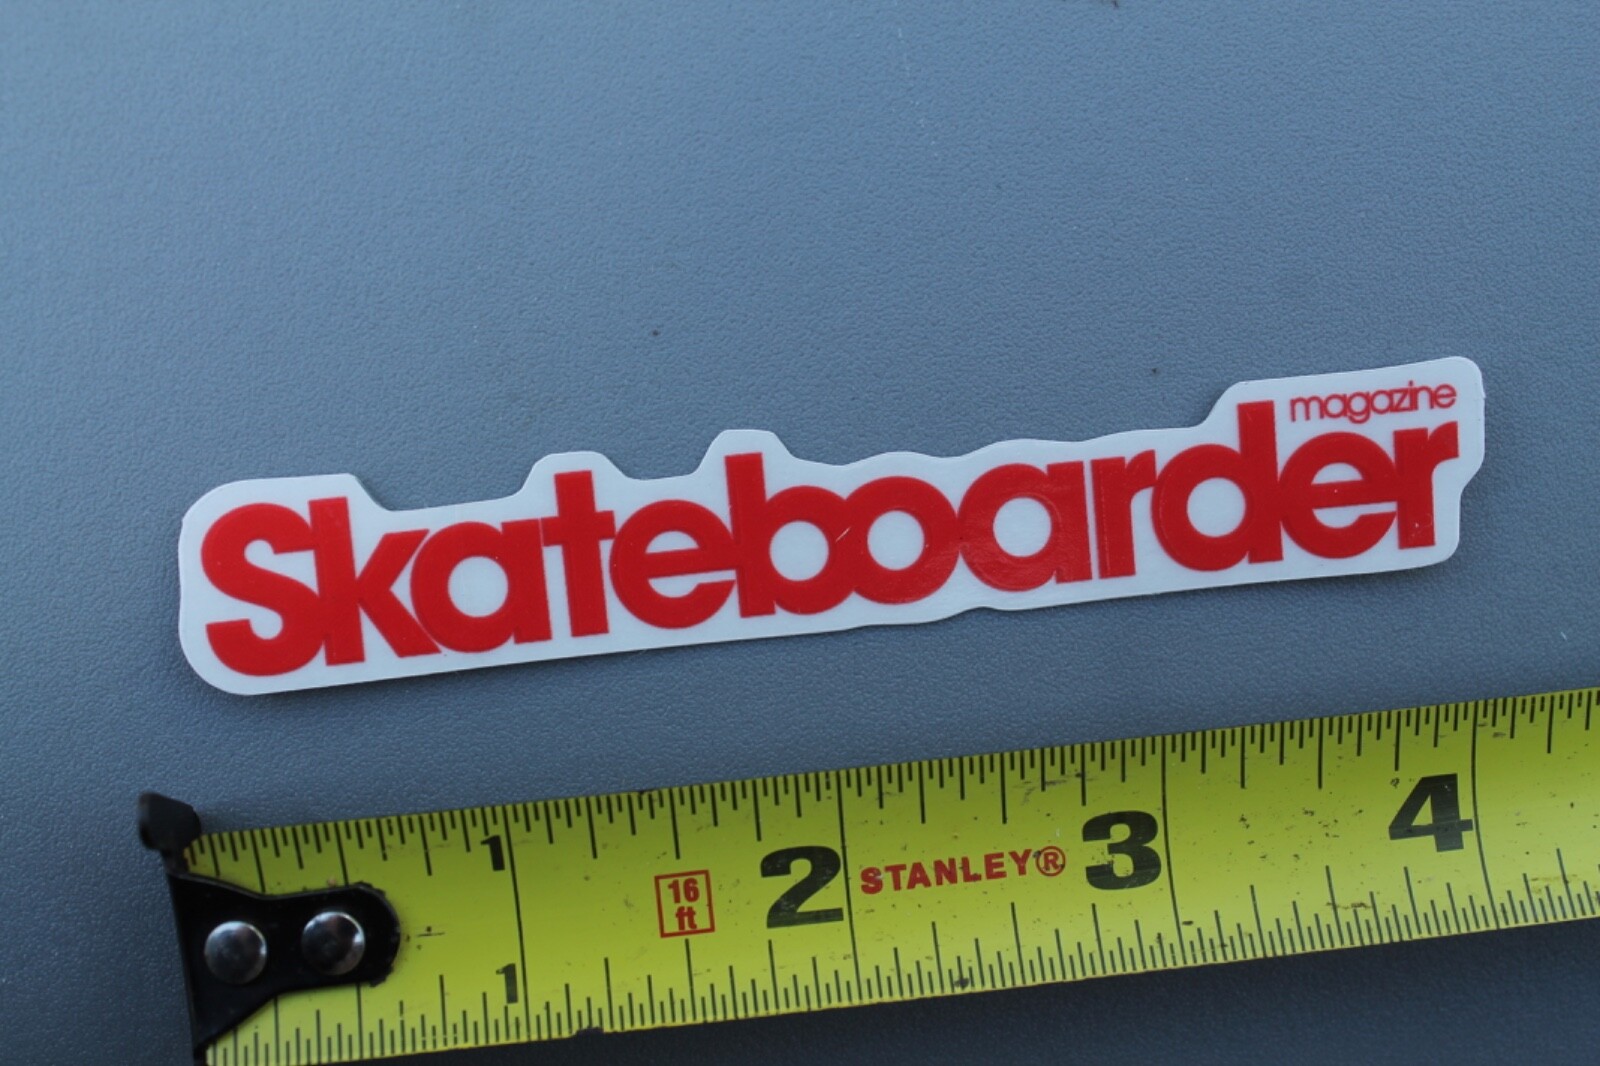 magazine
Skateboarder
1
16
ft
2
STANLEY®
3
4
1